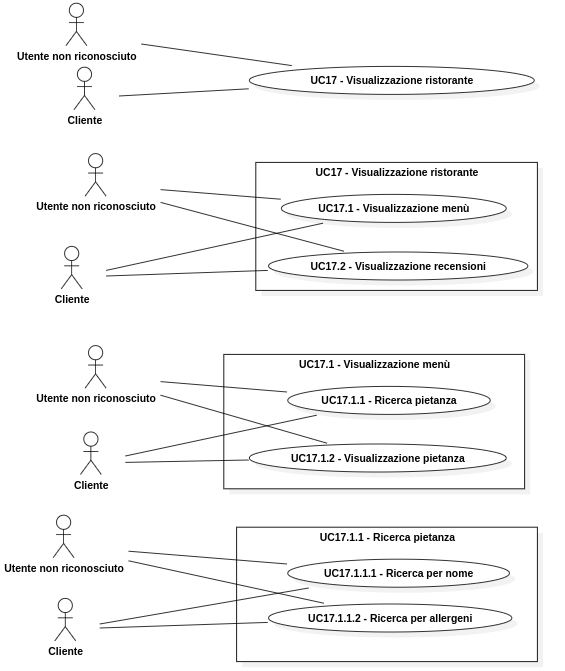 Utente non riconosciuto
UC17 - Visualizzazione ristorante
Cliente
UC17 - Visualizzazione ristorante
Utente non riconosciuto
UC17.1 - Visualizzazione menù
UC17.2 - Visualizzazione recensioni
Cliente
UC17.1 - Visualizzazione menù
Utente non riconosciuto
UC17.1.1 - Ricerca pietanza
UC17.1.2 - Visualizzazione pietanza
Cliente
UC17.1.1 - Ricerca pietanza
Utente non riconosciuto
UC17.1.1.1 - Ricerca per nome
UC17.1.1.2 - Ricerca per allergeni
Cliente